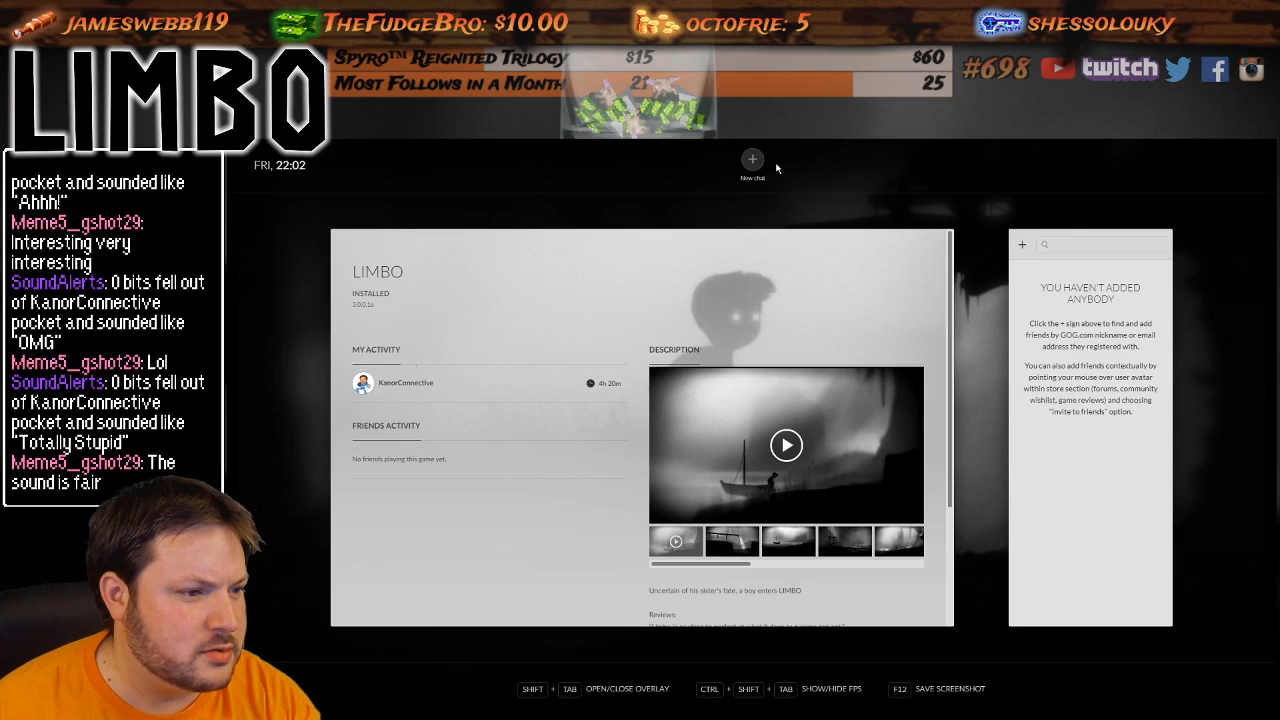 JAMESWEBB119
THEFUDGEBRO: $10.00
OCTOFRIE: 5
SHESSOLOUKY
LIMBO
SPYRO™ REIGNITED TRILOGY $15 $60
MOST FOLLOWS IN A MONTH 21 25
#698
twitch
FRI, 22:02
New chat
pocket and sounded like
"Ahhh!"
Meme5_gshot29:
Interesting very
interesting
SoundAlerts: 0 bits fell out
of KanorConnective
pocket and sounded like
"OMG"
Meme5_gshot29: Lol
SoundAlerts: 0 bits fell out
of KanorConnective
pocket and sounded like
"Totally Stupid"
Meme5_gshot29: The
sound is fair
LIMBO
INSTALLED
3.0.0.1a
MY ACTIVITY
KanorConnective 4h 20m
FRIENDS ACTIVITY
No friends playing this game yet.
DESCRIPTION
Uncertain of his sister's fate, a boy enters LIMBO
Reviews:
YOU HAVEN'T ADDED
ANYBODY
Click the + sign above to find and add
friends by GOG.com nickname or email
address they registered with.
You can also add friends contextually by
pointing your mouse over user avatar
within store section (forums, community
wishlist, game reviews) and choosing
"invite to friends" option.
SHIFT + TAB OPEN/CLOSE OVERLAY
CTRL + SHIFT + TAB SHOW/HIDE FPS
F12 SAVE SCREENSHOT